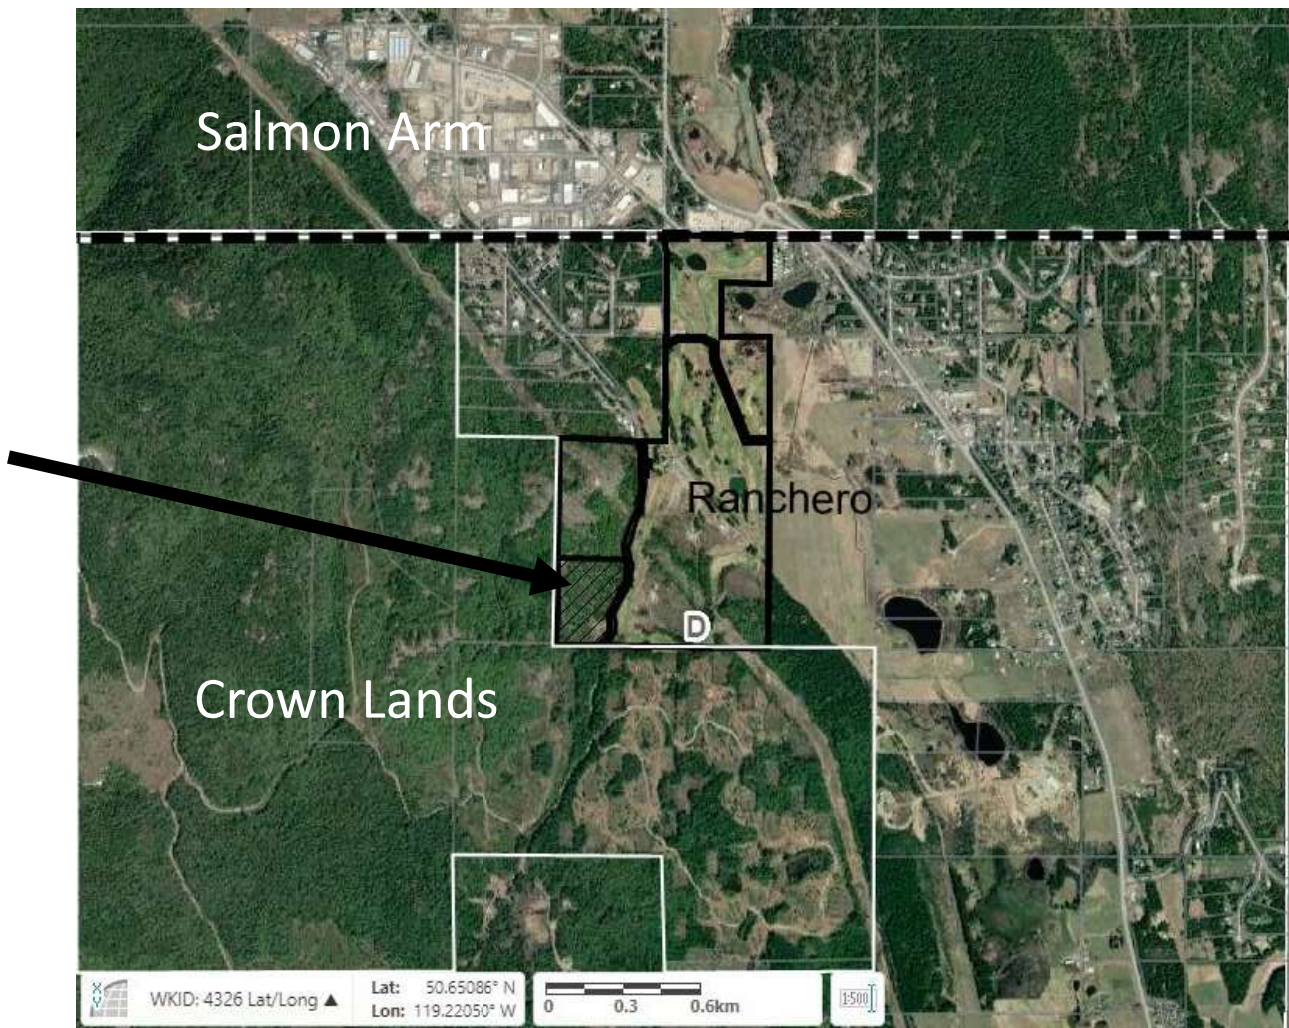 Salmon Arm
Ranchero
D
Crown Lands
WKID: 4326 Lat/Long ▲
Lat: 50.65086° N
Lon: 119.22050° W
0 0.3 0.6km
1:500